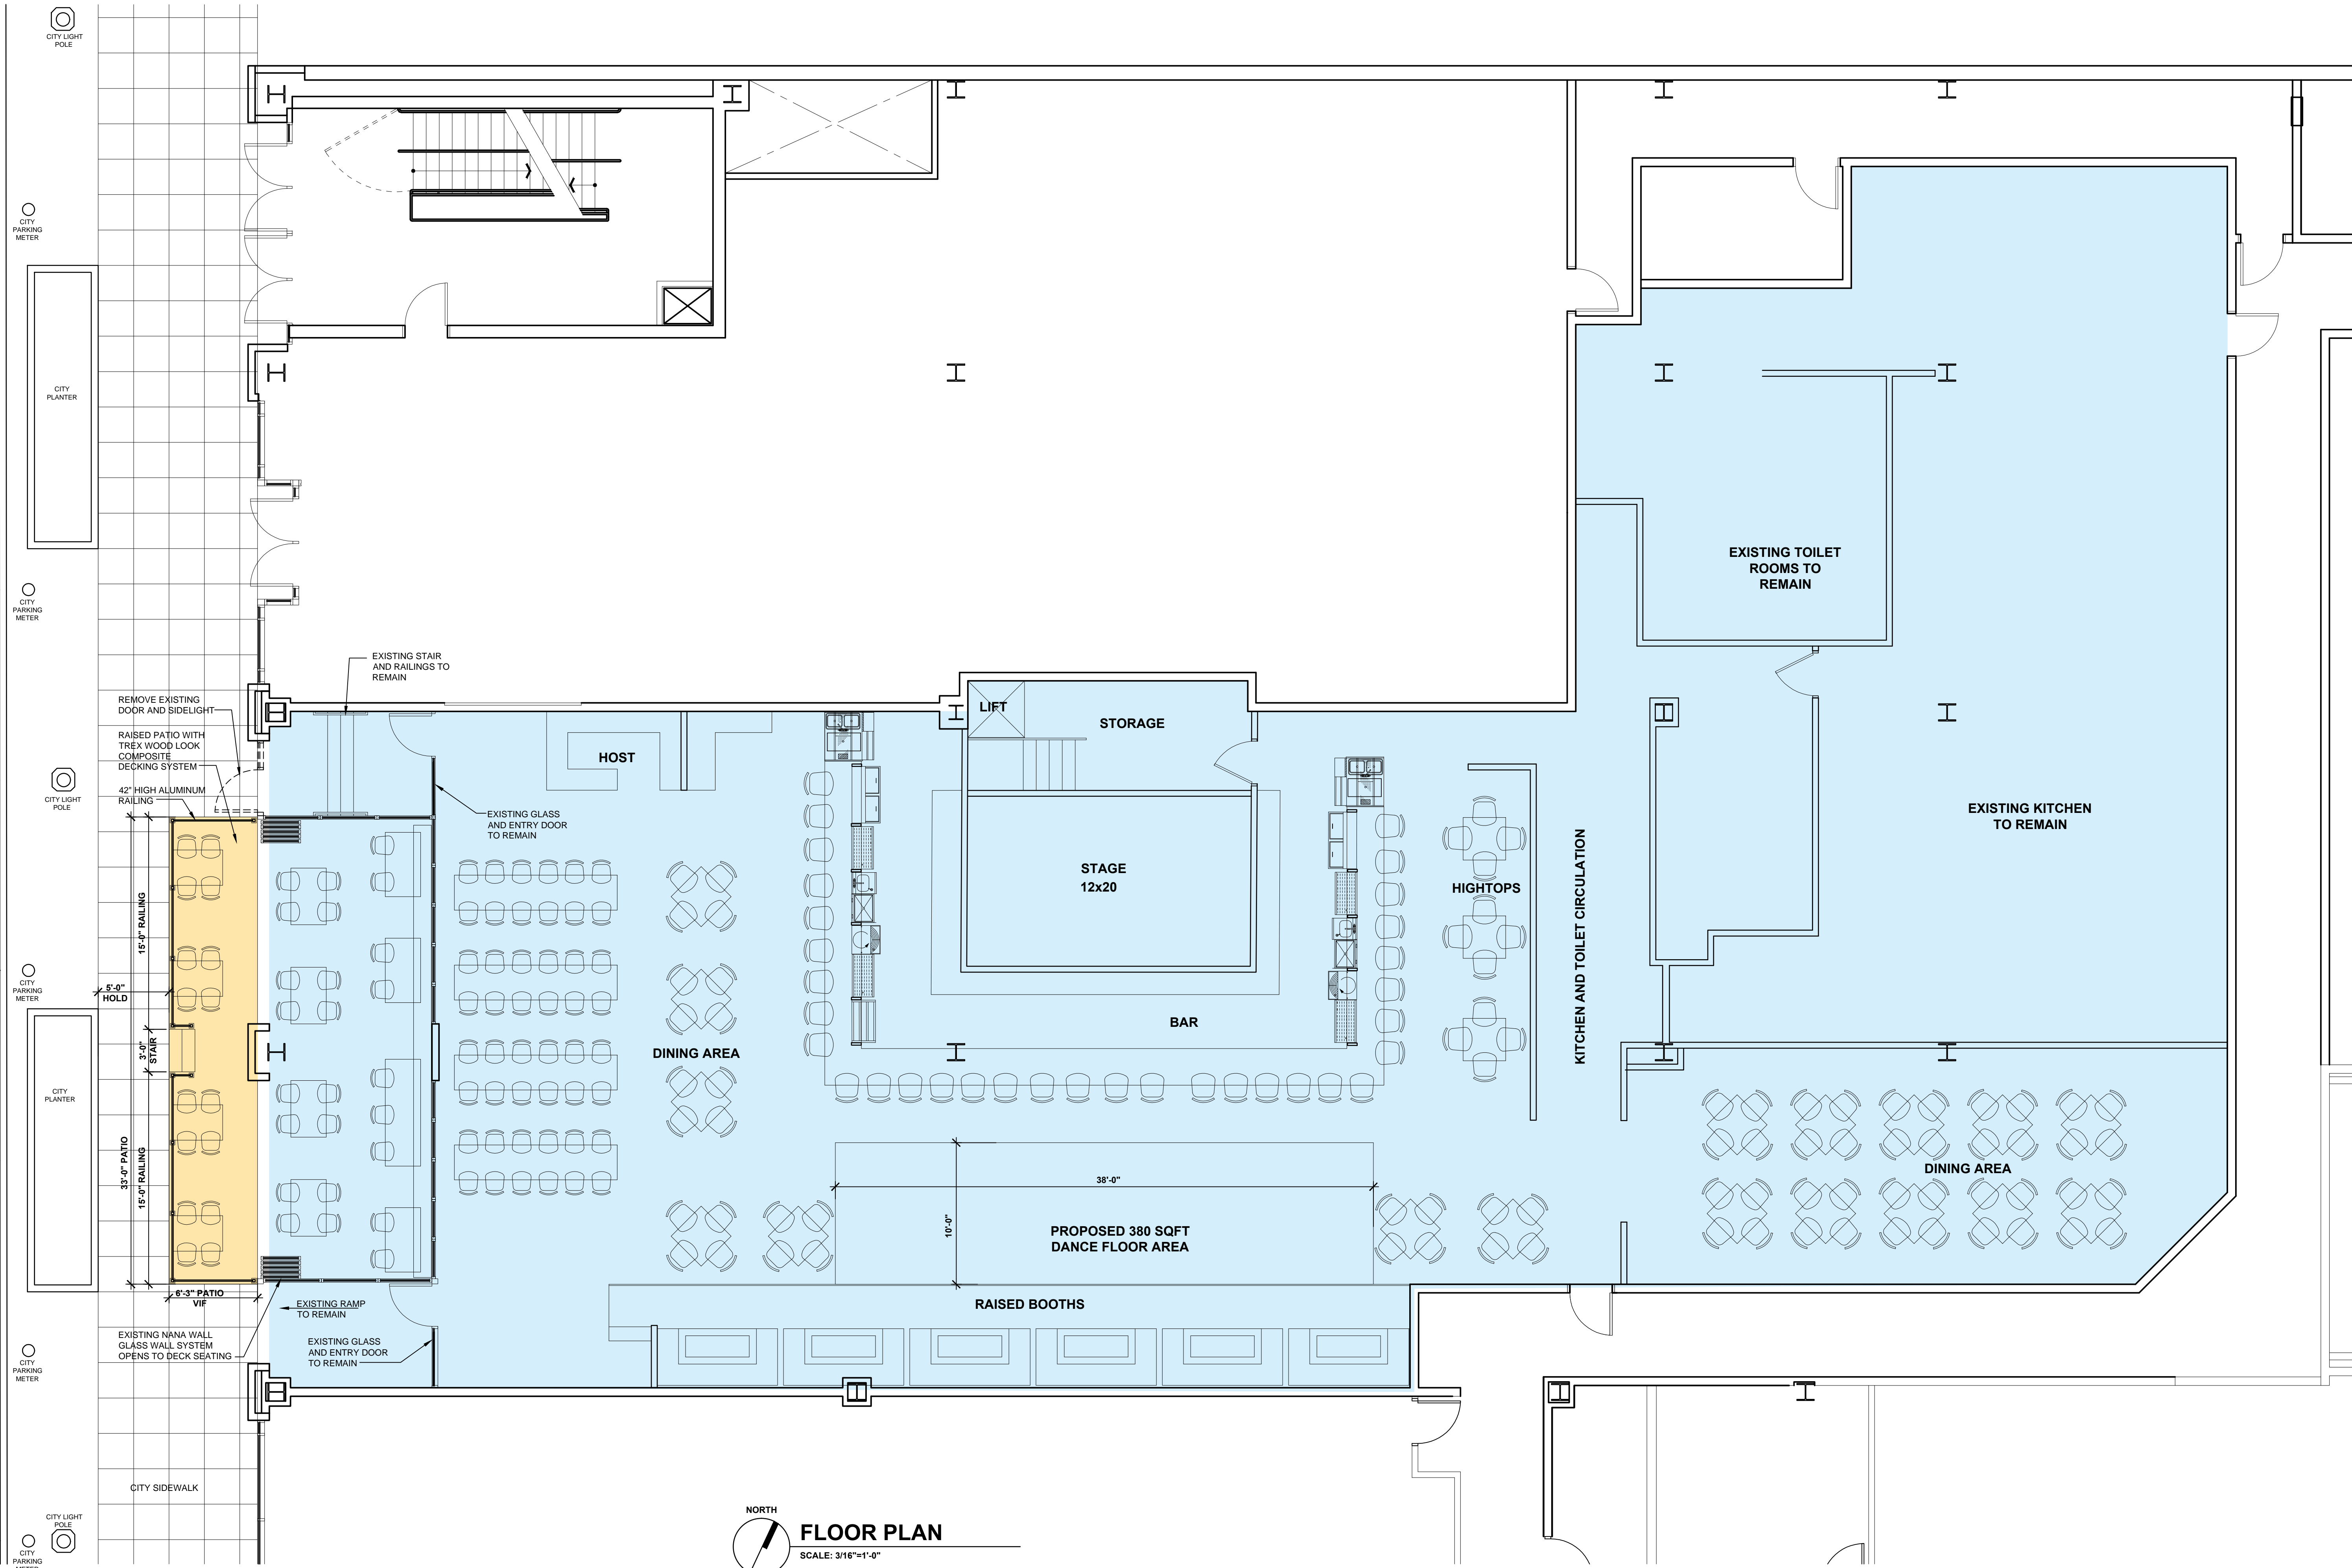 CITY LIGHT
POLE
CITY
PARKING
METER
CITY
PLANTER
CITY
PARKING
METER
EXISTING STAIR
AND RAILINGS TO
REMAIN
REMOVE EXISTING
DOOR AND SIDELIGHT
RAISED PATIO WITH
TREX WOOD LOOK
COMPOSITE
DECKING SYSTEM
42" HIGH ALUMINUM
RAILING
CITY LIGHT
POLE
HOST
EXISTING GLASS
AND ENTRY DOOR
TO REMAIN
LIFT
STORAGE
STAGE
12x20
BAR
HIGHTOPS
KITCHEN AND TOILET CIRCULATION
EXISTING TOILET
ROOMS TO
REMAIN
EXISTING KITCHEN
TO REMAIN
15'-0" RAILING
5'-0"
HOLD
3'-0"
STAIR
33'-0" PATIO
15'-0" RAILING
CITY
PARKING
METER
CITY
PLANTER
DINING AREA
DINING AREA
38'-0"
10'-0"
PROPOSED 380 SQFT
DANCE FLOOR AREA
RAISED BOOTHS
6'-3" PATIO
VIF
EXISTING RAMP
TO REMAIN
EXISTING NANA WALL
GLASS WALL SYSTEM
OPENS TO DECK SEATING
EXISTING GLASS
AND ENTRY DOOR
TO REMAIN
CITY
PARKING
METER
CITY SIDEWALK
CITY LIGHT
POLE
CITY
PARKING
METER
NORTH
FLOOR PLAN
SCALE: 3/16"=1'-0"